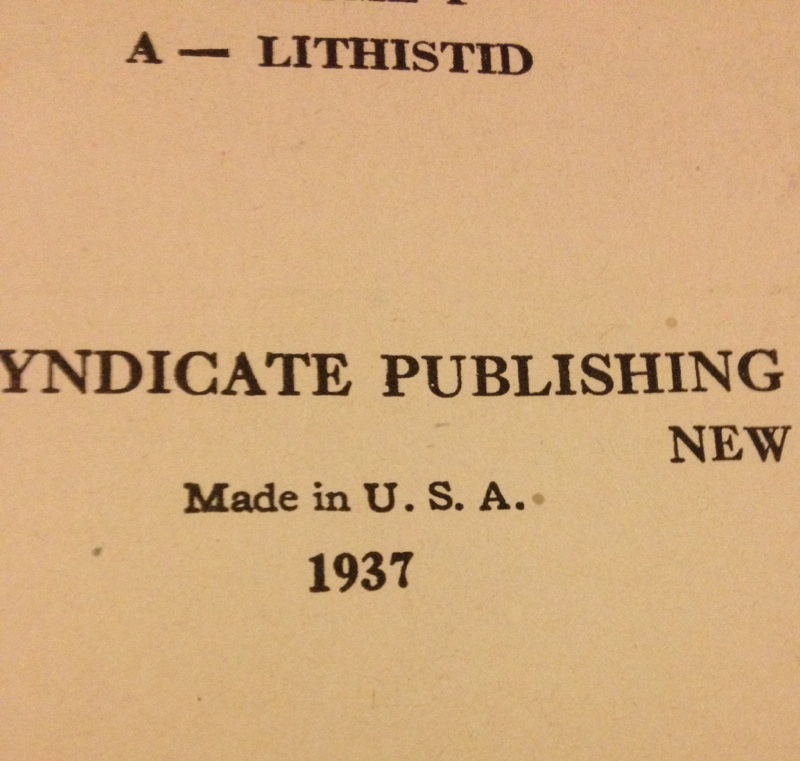 A — LITHISTID
YNDICATE PUBLISHING
NEW
Made in U. S. A.
1937